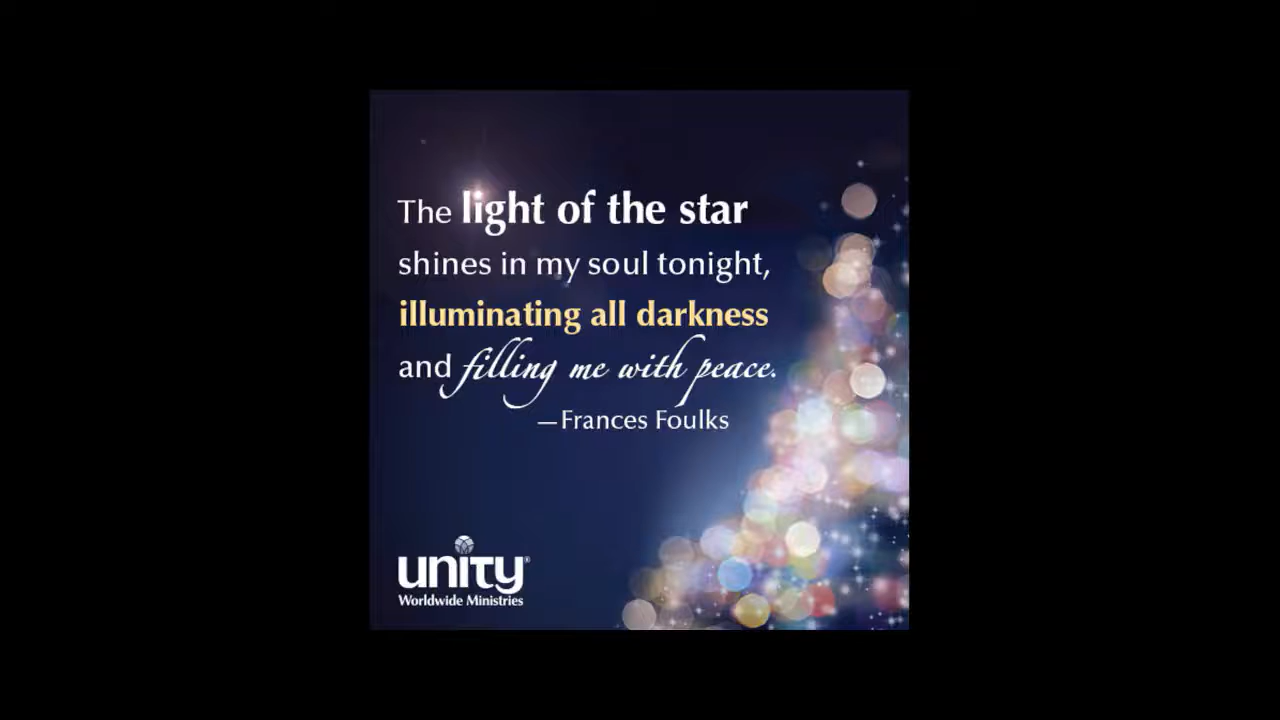 The light of the star
shines in my soul tonight,
illuminating all darkness
and filling me with peace.
—Frances Foulks
unity®
Worldwide Ministries